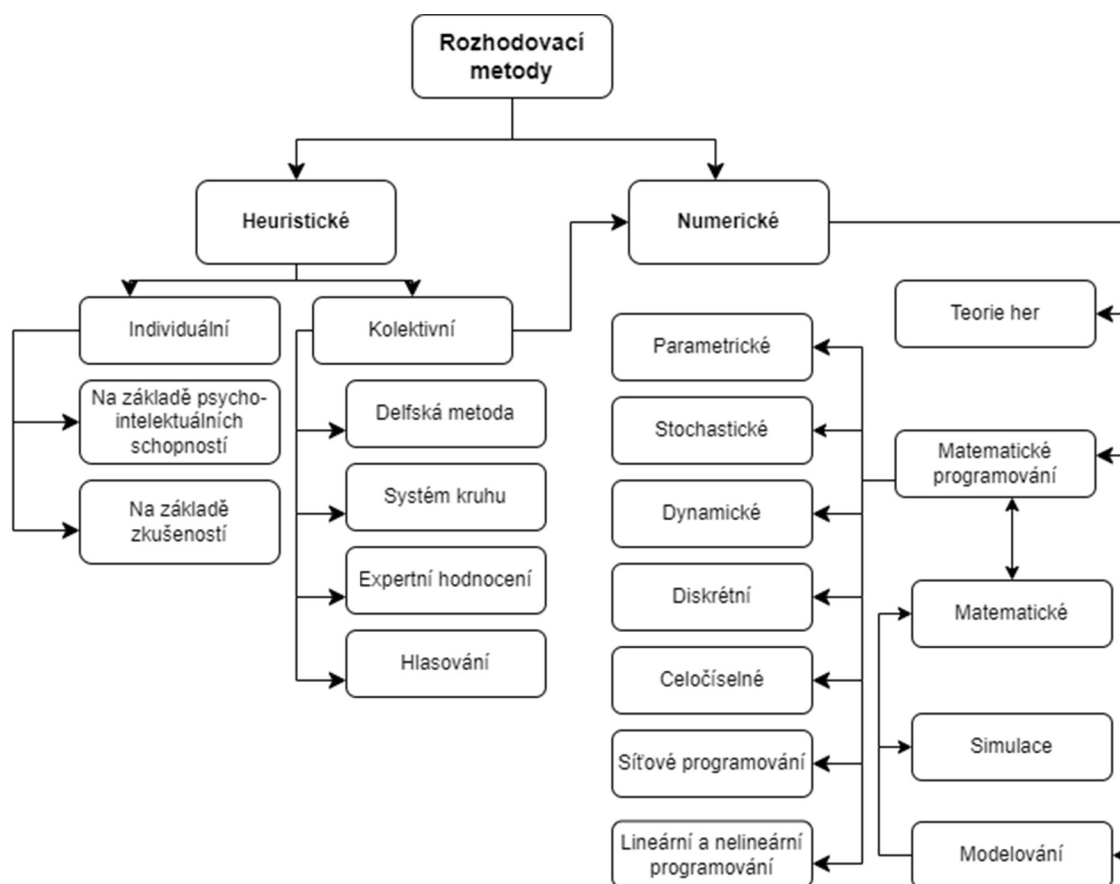 Rozhodovací
metody
Heuristické
Numerické
Individuální
Kolektivní
Na základě psycho-
intelektuálních
schopností
Na základě
zkušeností
Delfská metoda
Systém kruhu
Expertní hodnocení
Hlasování
Parametrické
Stochastické
Dynamické
Diskrétní
Celočíselné
Síťové programování
Lineární a nelineární
programování
Teorie her
Matematické
programování
Matematické
Simulace
Modelování